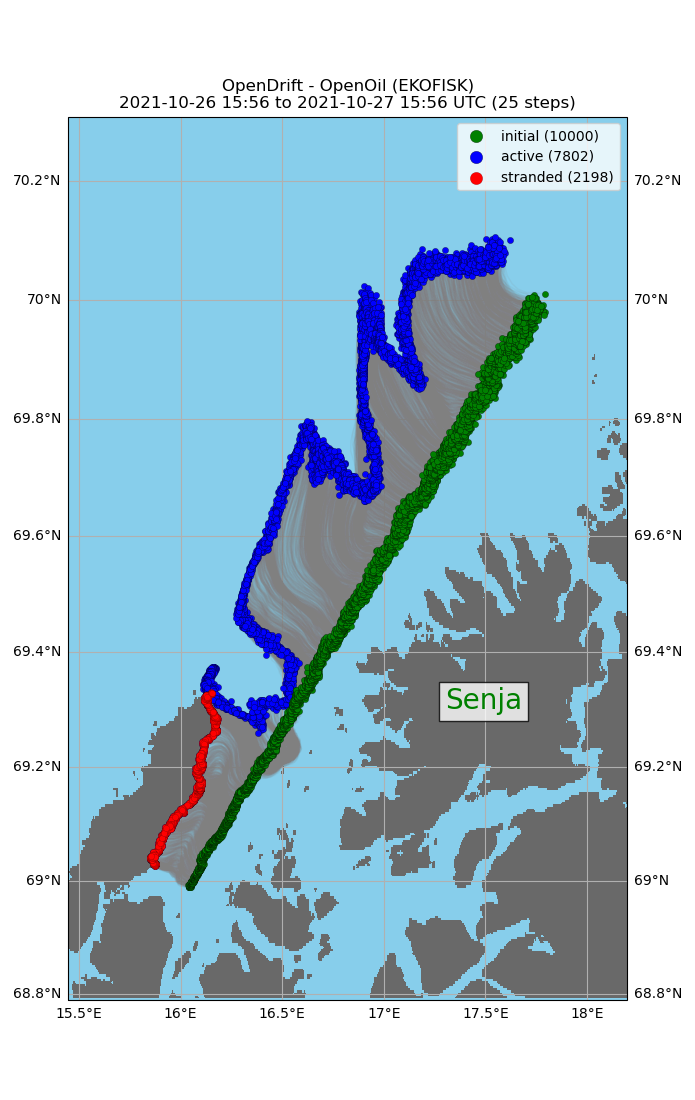 OpenDrift - OpenOil (EKOFISK)
2021-10-26 15:56 to 2021-10-27 15:56 UTC (25 steps)
initial (10000)
active (7802)
stranded (2198)
70.2°N 70.2°N
70°N 70°N
69.8°N 69.8°N
69.6°N 69.6°N
69.4°N 69.4°N
Senja
69.2°N 69.2°N
69°N 69°N
68.8°N 68.8°N
15.5°E 16°E 16.5°E 17°E 17.5°E 18°E